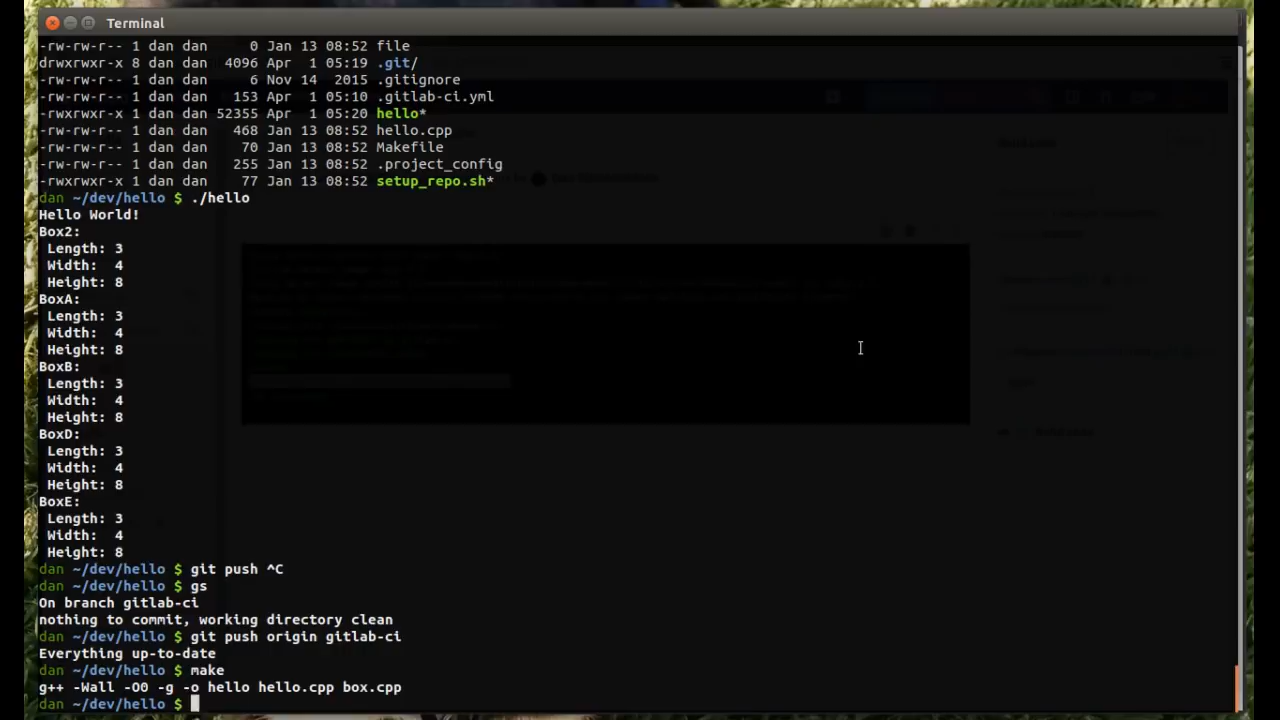 Terminal
-rw-rw-r-- 1 dan dan     0 Jan 13 08:52 file
drwxrwxr-x 8 dan dan  4096 Apr  1 05:19 .git/
-rw-rw-r-- 1 dan dan     6 Nov 14  2015 .gitignore
-rw-rw-r-- 1 dan dan   153 Apr  1 05:10 .gitlab-ci.yml
-rwxrwxr-x 1 dan dan 52355 Apr  1 05:20 hello*
-rw-rw-r-- 1 dan dan   468 Jan 13 08:52 hello.cpp
-rw-rw-r-- 1 dan dan    70 Jan 13 08:52 Makefile
-rw-rw-r-- 1 dan dan   255 Jan 13 08:52 .project_config
-rwxrwxr-x 1 dan dan    77 Jan 13 08:52 setup_repo.sh*
dan ~/dev/hello $ ./hello
Hello World!
Box2:
 Length: 3
 Width:  4
 Height: 8
BoxA:
 Length: 3
 Width:  4
 Height: 8
BoxB:
 Length: 3
 Width:  4
 Height: 8
BoxD:
 Length: 3
 Width:  4
 Height: 8
BoxE:
 Length: 3
 Width:  4
 Height: 8
dan ~/dev/hello $ git push ^C
dan ~/dev/hello $ gs
On branch gitlab-ci
nothing to commit, working directory clean
dan ~/dev/hello $ git push origin gitlab-ci
Everything up-to-date
dan ~/dev/hello $ make
g++ -Wall -O0 -g -o hello hello.cpp box.cpp
dan ~/dev/hello $